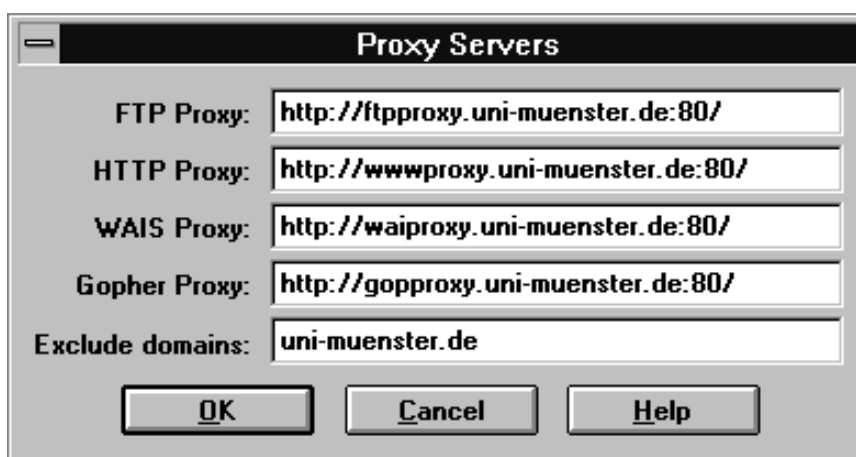 Proxy Servers
FTP Proxy: http://ftpproxy.uni-muenster.de:80/
HTTP Proxy: http://wwwproxy.uni-muenster.de:80/
WAIS Proxy: http://waiproxy.uni-muenster.de:80/
Gopher Proxy: http://gopproxy.uni-muenster.de:80/
Exclude domains: uni-muenster.de
OK Cancel Help